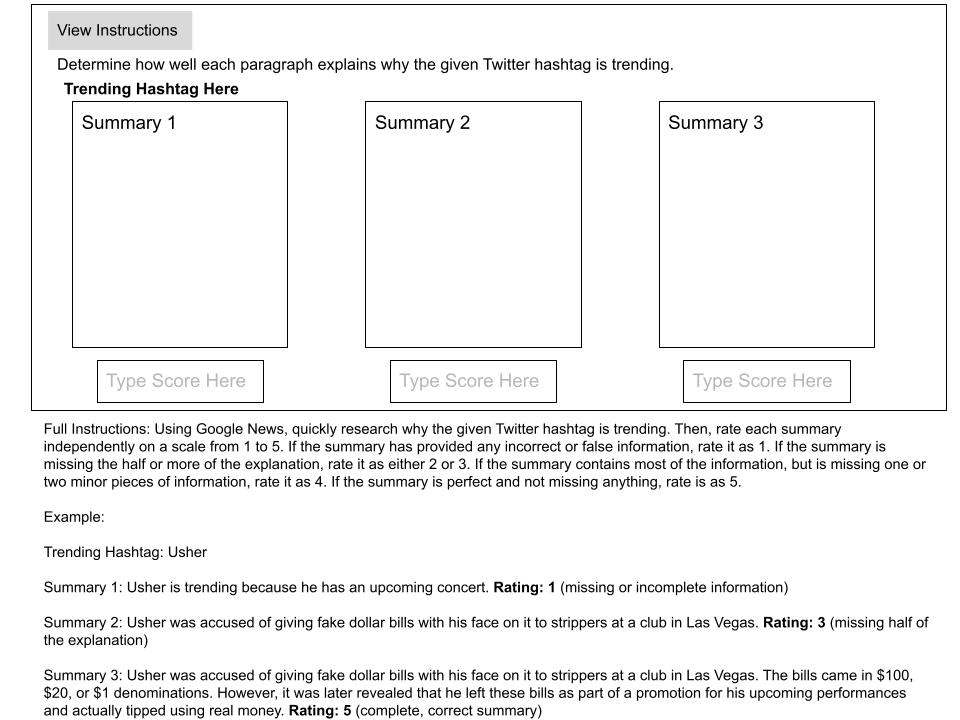 View Instructions
Determine how well each paragraph explains why the given Twitter hashtag is trending.
Trending Hashtag Here
Summary 1
Summary 2
Summary 3
Type Score Here
Type Score Here
Type Score Here
Full Instructions: Using Google News, quickly research why the given Twitter hashtag is trending. Then, rate each summary
independently on a scale from 1 to 5. If the summary has provided any incorrect or false information, rate it as 1. If the summary is
missing the half or more of the explanation, rate it as either 2 or 3. If the summary contains most of the information, but is missing one or
two minor pieces of information, rate it as 4. If the summary is perfect and not missing anything, rate is as 5.
Example:
Trending Hashtag: Usher
Summary 1: Usher is trending because he has an upcoming concert. Rating: 1 (missing or incomplete information)
Summary 2: Usher was accused of giving fake dollar bills with his face on it to strippers at a club in Las Vegas. Rating: 3 (missing half of
the explanation)
Summary 3: Usher was accused of giving fake dollar bills with his face on it to strippers at a club in Las Vegas. The bills came in $100,
$20, or $1 denominations. However, it was later revealed that he left these bills as part of a promotion for his upcoming performances
and actually tipped using real money. Rating: 5 (complete, correct summary)